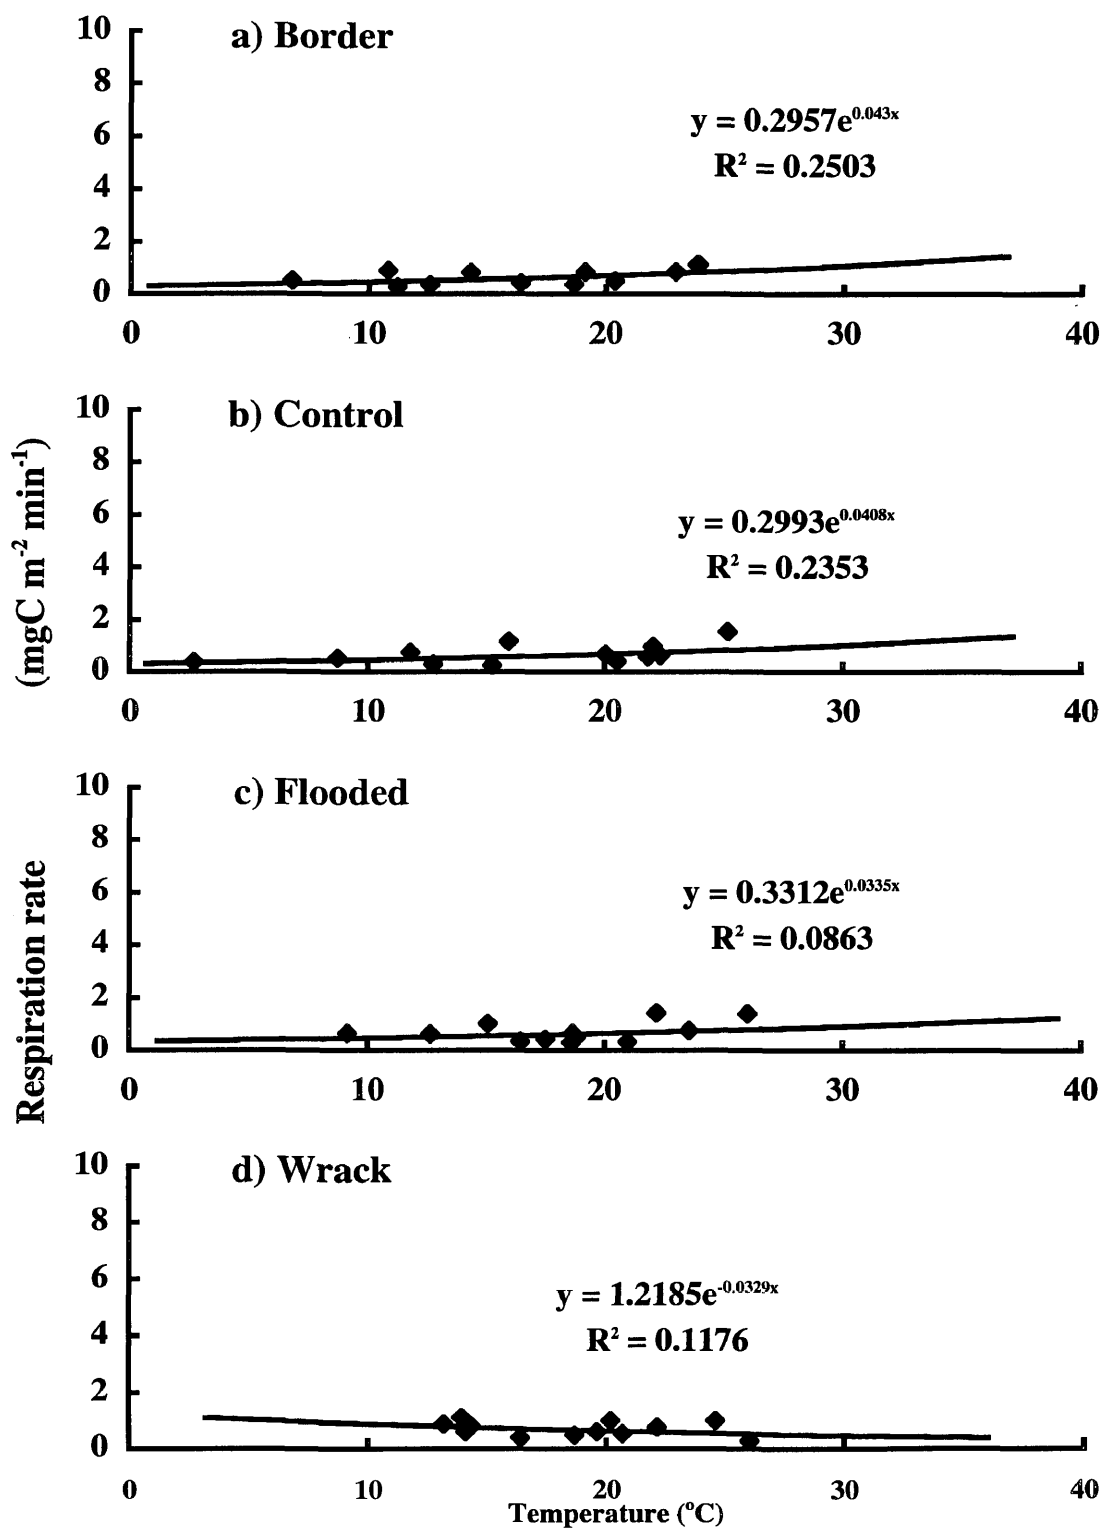 a) Border
10
8
6
4
2
0
y = 0.2957e^0.043x
R² = 0.2503
0 10 20 30 40
b) Control
10
8
6
4
2
0
y = 0.2993e^0.0408x
R² = 0.2353
0 10 20 30 40
Respiration rate (mgC m⁻² min⁻¹)
c) Flooded
10
8
6
4
2
0
y = 0.3312e^0.0335x
R² = 0.0863
0 10 20 30 40
d) Wrack
10
8
6
4
2
0
y = 1.2185e^-0.0329x
R² = 0.1176
0 10 20 30 40
Temperature (°C)